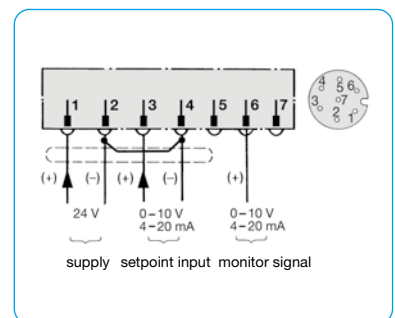 1 2 3 4 5 6 7
4 5 6 3 7 2 1
(+) (–) (+) (–) (+)
24 V 0–10 V 0–10 V
4–20 mA 4–20 mA
supply setpoint input monitor signal